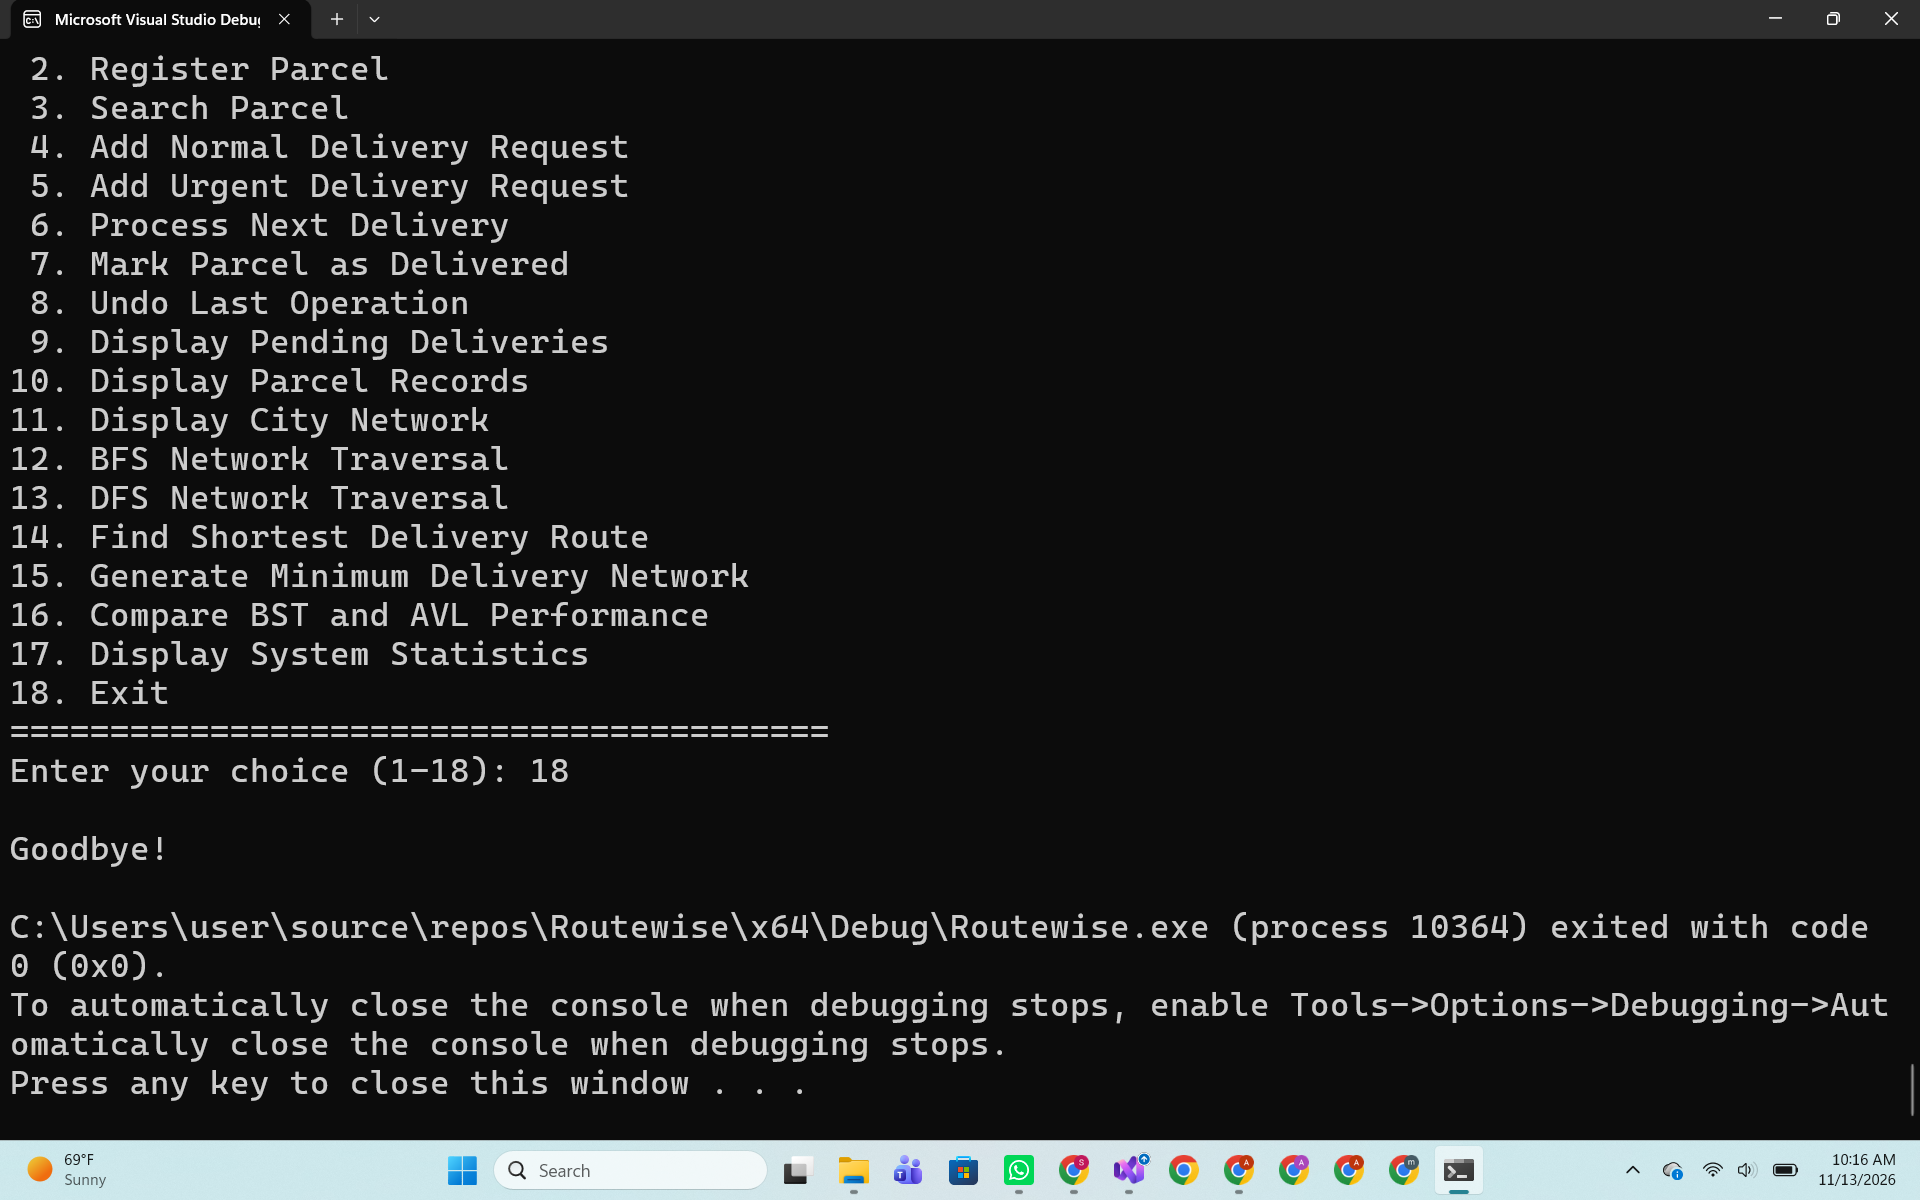 Microsoft Visual Studio Debu
2. Register Parcel
3. Search Parcel
4. Add Normal Delivery Request
5. Add Urgent Delivery Request
6. Process Next Delivery
7. Mark Parcel as Delivered
8. Undo Last Operation
9. Display Pending Deliveries
10. Display Parcel Records
11. Display City Network
12. BFS Network Traversal
13. DFS Network Traversal
14. Find Shortest Delivery Route
15. Generate Minimum Delivery Network
16. Compare BST and AVL Performance
17. Display System Statistics
18. Exit
=========================================
Enter your choice (1-18): 18
Goodbye!
C:\Users\user\source\repos\Routewise\x64\Debug\Routewise.exe (process 10364) exited with code
0 (0x0).
To automatically close the console when debugging stops, enable Tools->Options->Debugging->Aut
omatically close the console when debugging stops.
Press any key to close this window . . .
69°F
Sunny
Search
10:16 AM
11/13/2026